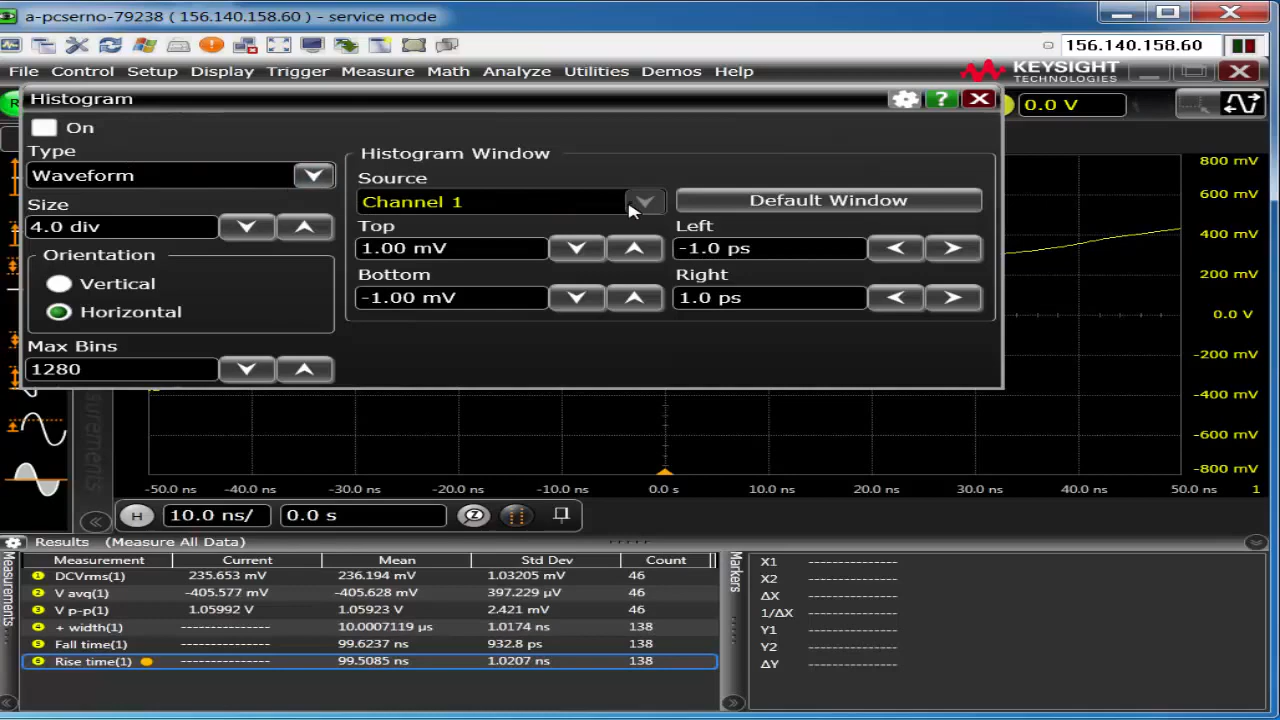 a-pcserno-79238 ( 156.140.158.60 ) - service mode
156.140.158.60
File Control Setup Display Trigger Measure Math Analyze Utilities Demos Help
KEYSIGHT
TECHNOLOGIES
Histogram
?
0.0 V
On
Type
Waveform
Size
4.0 div
Orientation
Vertical
Horizontal
Max Bins
1280
Histogram Window
Source
Channel 1
Default Window
Top
1.00 mV
Left
-1.0 ps
Bottom
-1.00 mV
Right
1.0 ps
800 mV
600 mV
400 mV
200 mV
0.0 V
-200 mV
-400 mV
-600 mV
-800 mV
-50.0 ns -40.0 ns -30.0 ns -20.0 ns -10.0 ns 0.0 s 10.0 ns 20.0 ns 30.0 ns 40.0 ns 50.0 ns 1
H 10.0 ns/ 0.0 s Z
Results (Measure All Data)
Measurements
Measurement Current Mean Std Dev Count
1 DCVrms(1) 235.653 mV 236.194 mV 1.03205 mV 46
2 V avg(1) -405.577 mV -405.628 mV 397.229 µV 46
3 V p-p(1) 1.05992 V 1.05923 V 2.421 mV 46
4 + width(1) --------------- 10.0007119 µs 1.0174 ns 138
5 Fall time(1) --------------- 99.6237 ns 932.8 ps 138
6 Rise time(1) --------------- 99.5085 ns 1.0207 ns 138
Markers
X1 ---------------
X2 ---------------
ΔX ---------------
1/ΔX ---------------
Y1 ---------------
Y2 ---------------
ΔY ---------------